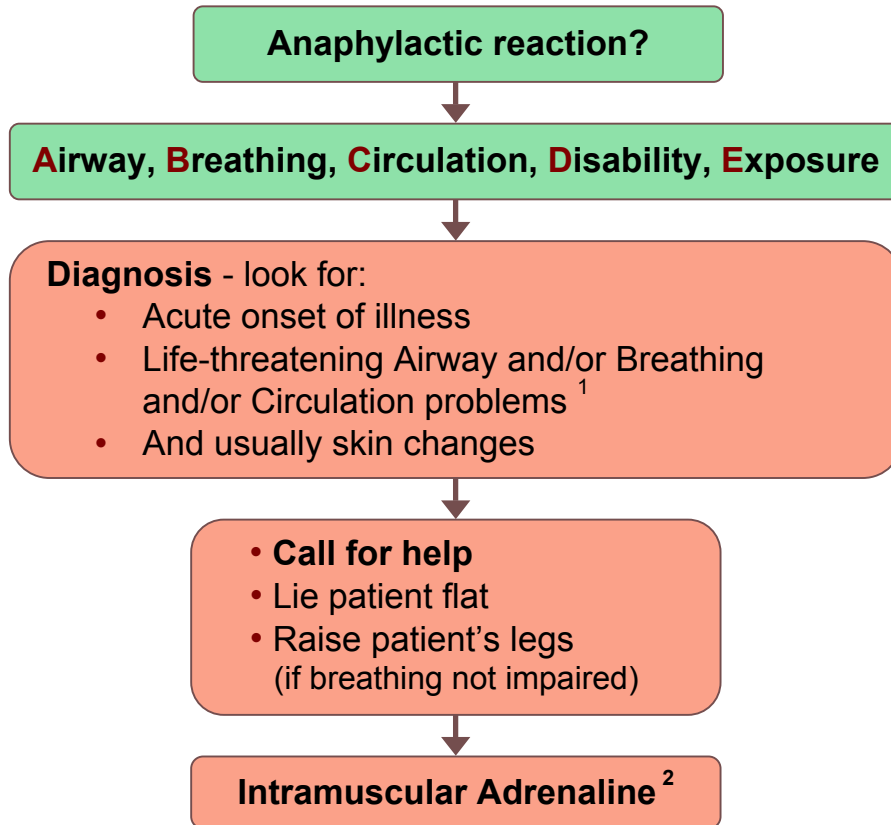 Anaphylactic reaction?
Airway, Breathing, Circulation, Disability, Exposure
Diagnosis - look for:
• Acute onset of illness
• Life-threatening Airway and/or Breathing
and/or Circulation problems 1
• And usually skin changes
• Call for help
• Lie patient flat
• Raise patient’s legs
(if breathing not impaired)
Intramuscular Adrenaline 2